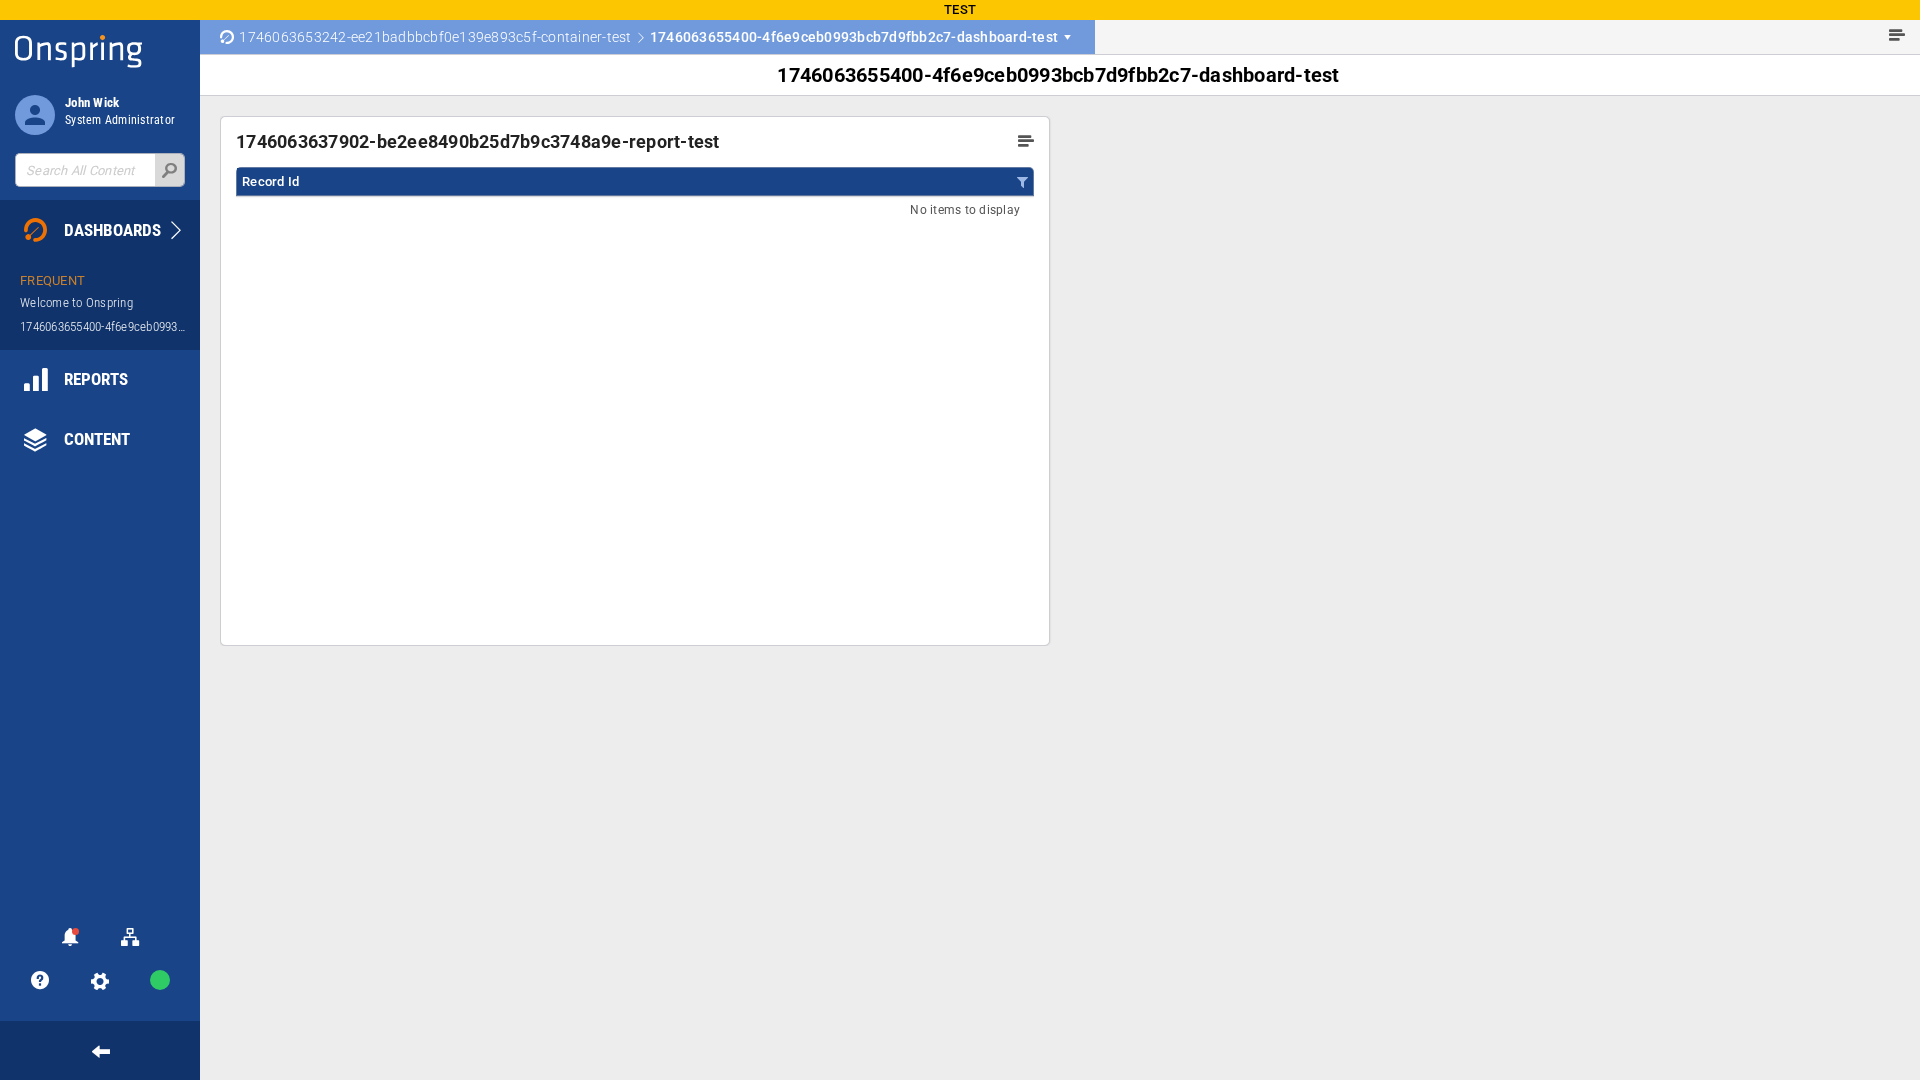 TEST
Onspring
1746063653242-ee21badbbcbf0e139e893c5f-container-test
1746063655400-4f6e9ceb0993bcb7d9fbb2c7-dashboard-test
1746063655400-4f6e9ceb0993bcb7d9fbb2c7-dashboard-test
John Wick
System Administrator
Search All Content
DASHBOARDS
FREQUENT
Welcome to Onspring
1746063655400-4f6e9ceb0993...
REPORTS
CONTENT
1746063637902-be2ee8490b25d7b9c3748a9e-report-test
Record Id
No items to display